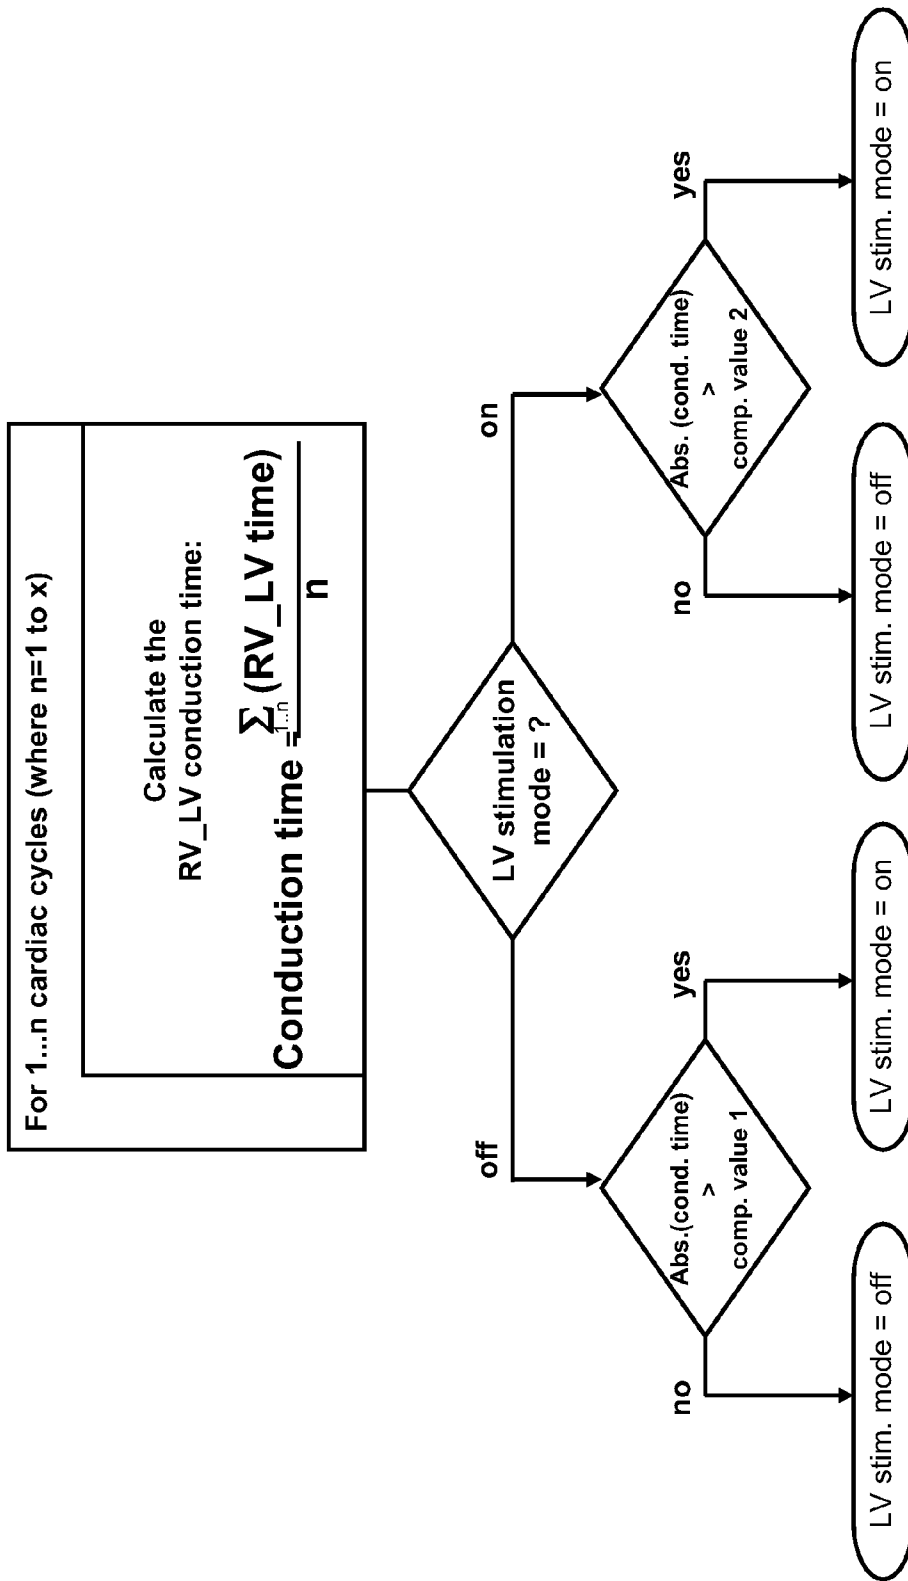 For 1...n cardiac cycles (where n=1 to x)
Calculate the
RV_LV conduction time:
Conduction time = Σ (RV_LV time)
1..n
n
LV stimulation
mode = ?
off
on
Abs.(cond. time)
>
comp. value 1
Abs. (cond. time)
>
comp. value 2
no
yes
no
yes
LV stim. mode = off
LV stim. mode = on
LV stim. mode = off
LV stim. mode = on